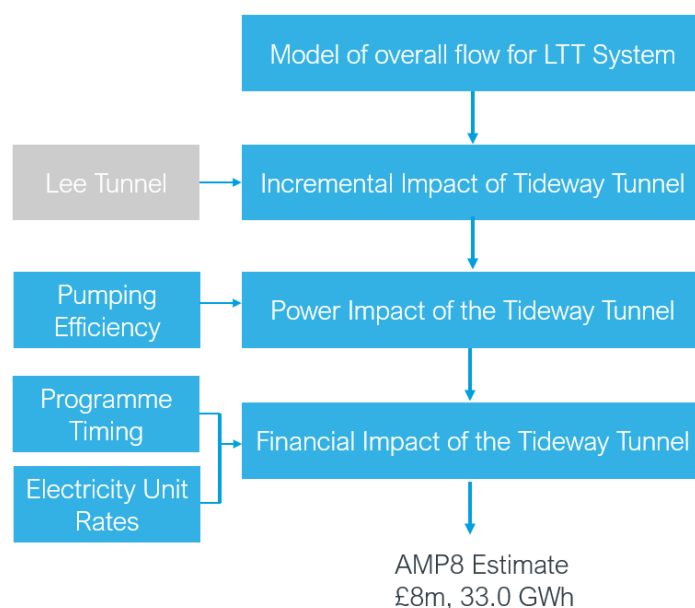 Model of overall flow for LTT System
Lee Tunnel
Incremental Impact of Tideway Tunnel
Pumping
Efficiency
Power Impact of the Tideway Tunnel
Programme
Timing
Financial Impact of the Tideway Tunnel
Electricity Unit
Rates
AMP8 Estimate
£8m, 33.0 GWh